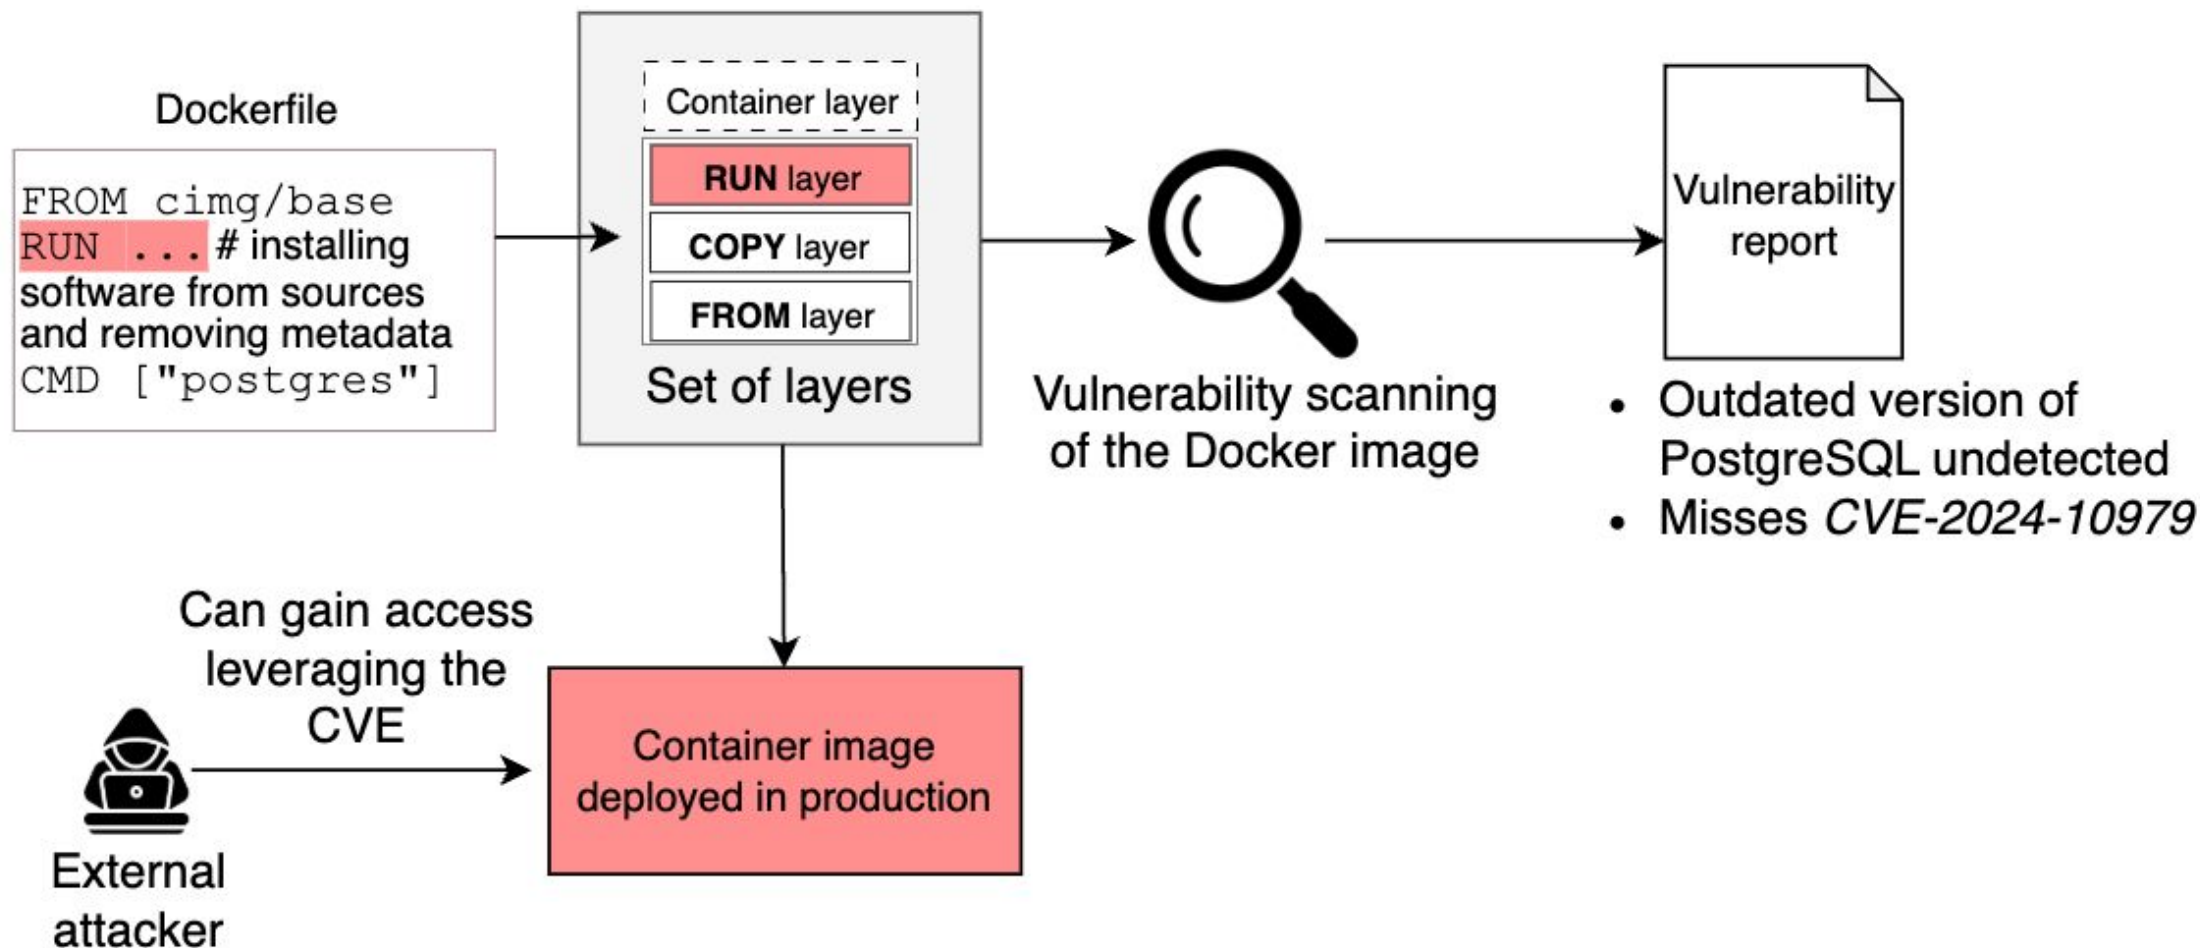 Dockerfile
FROM cimg/base
RUN ... # installing
software from sources
and removing metadata
CMD ["postgres"]
Container layer
RUN layer
COPY layer
FROM layer
Set of layers
Vulnerability scanning
of the Docker image
Vulnerability
report
• Outdated version of
PostgreSQL undetected
• Misses CVE-2024-10979
Can gain access
leveraging the
CVE
External
attacker
Container image
deployed in production